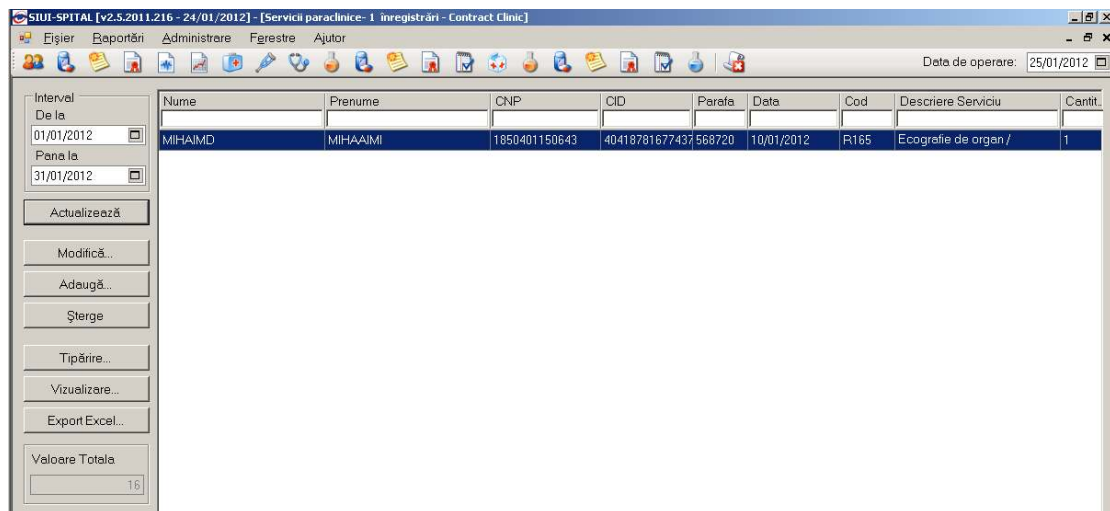 SIUI-SPITAL [v2.5.2011.216 - 24/01/2012] - [Servicii paraclinice- 1 înregistrări - Contract Clinic]
Fişier Raportări Administrare Ferestre Ajutor
Data de operare: 25/01/2012
Interval
De la
01/01/2012
Pana la
31/01/2012
Actualizează
Modifică...
Adaugă...
Şterge
Tipărire...
Vizualizare...
Export Excel...
Valoare Totala
16
Nume Prenume CNP CID Parafa Data Cod Descriere Serviciu Cantit.
MIHAIMD MIHAAIMI 1850401150643 40418781677437 568720 10/01/2012 R165 Ecografie de organ / 1